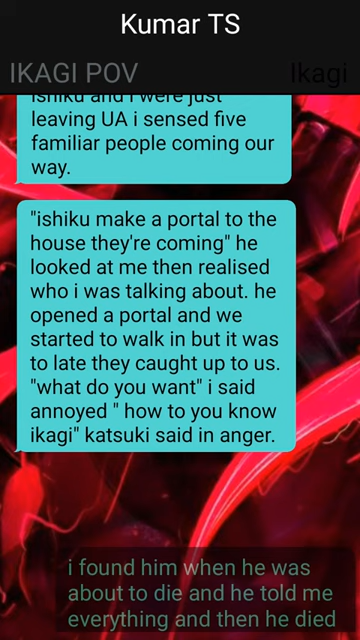 Kumar TS
IKAGI POV
Ikagi
ishiku and i were just
leaving UA i sensed five
familiar people coming our
way.
"ishiku make a portal to the
house they're coming" he
looked at me then realised
who i was talking about. he
opened a portal and we
started to walk in but it was
to late they caught up to us.
"what do you want" i said
annoyed " how to you know
ikagi" katsuki said in anger.
i found him when he was
about to die and he told me
everything and then he died